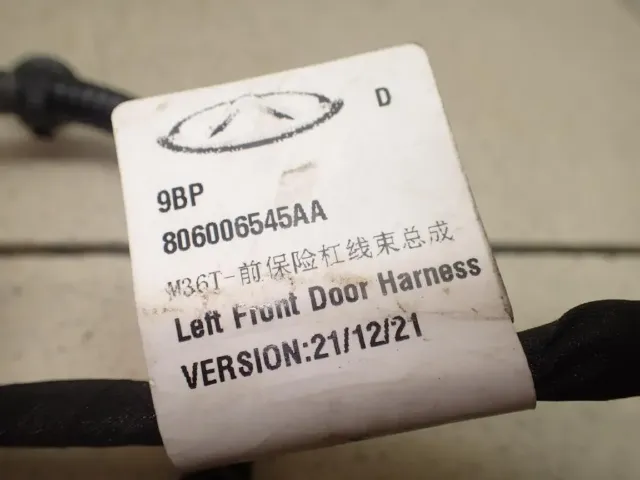 D
9BP
806006545AA
M36T-前保险杠线束总成
Left Front Door Harness
VERSION:21/12/21